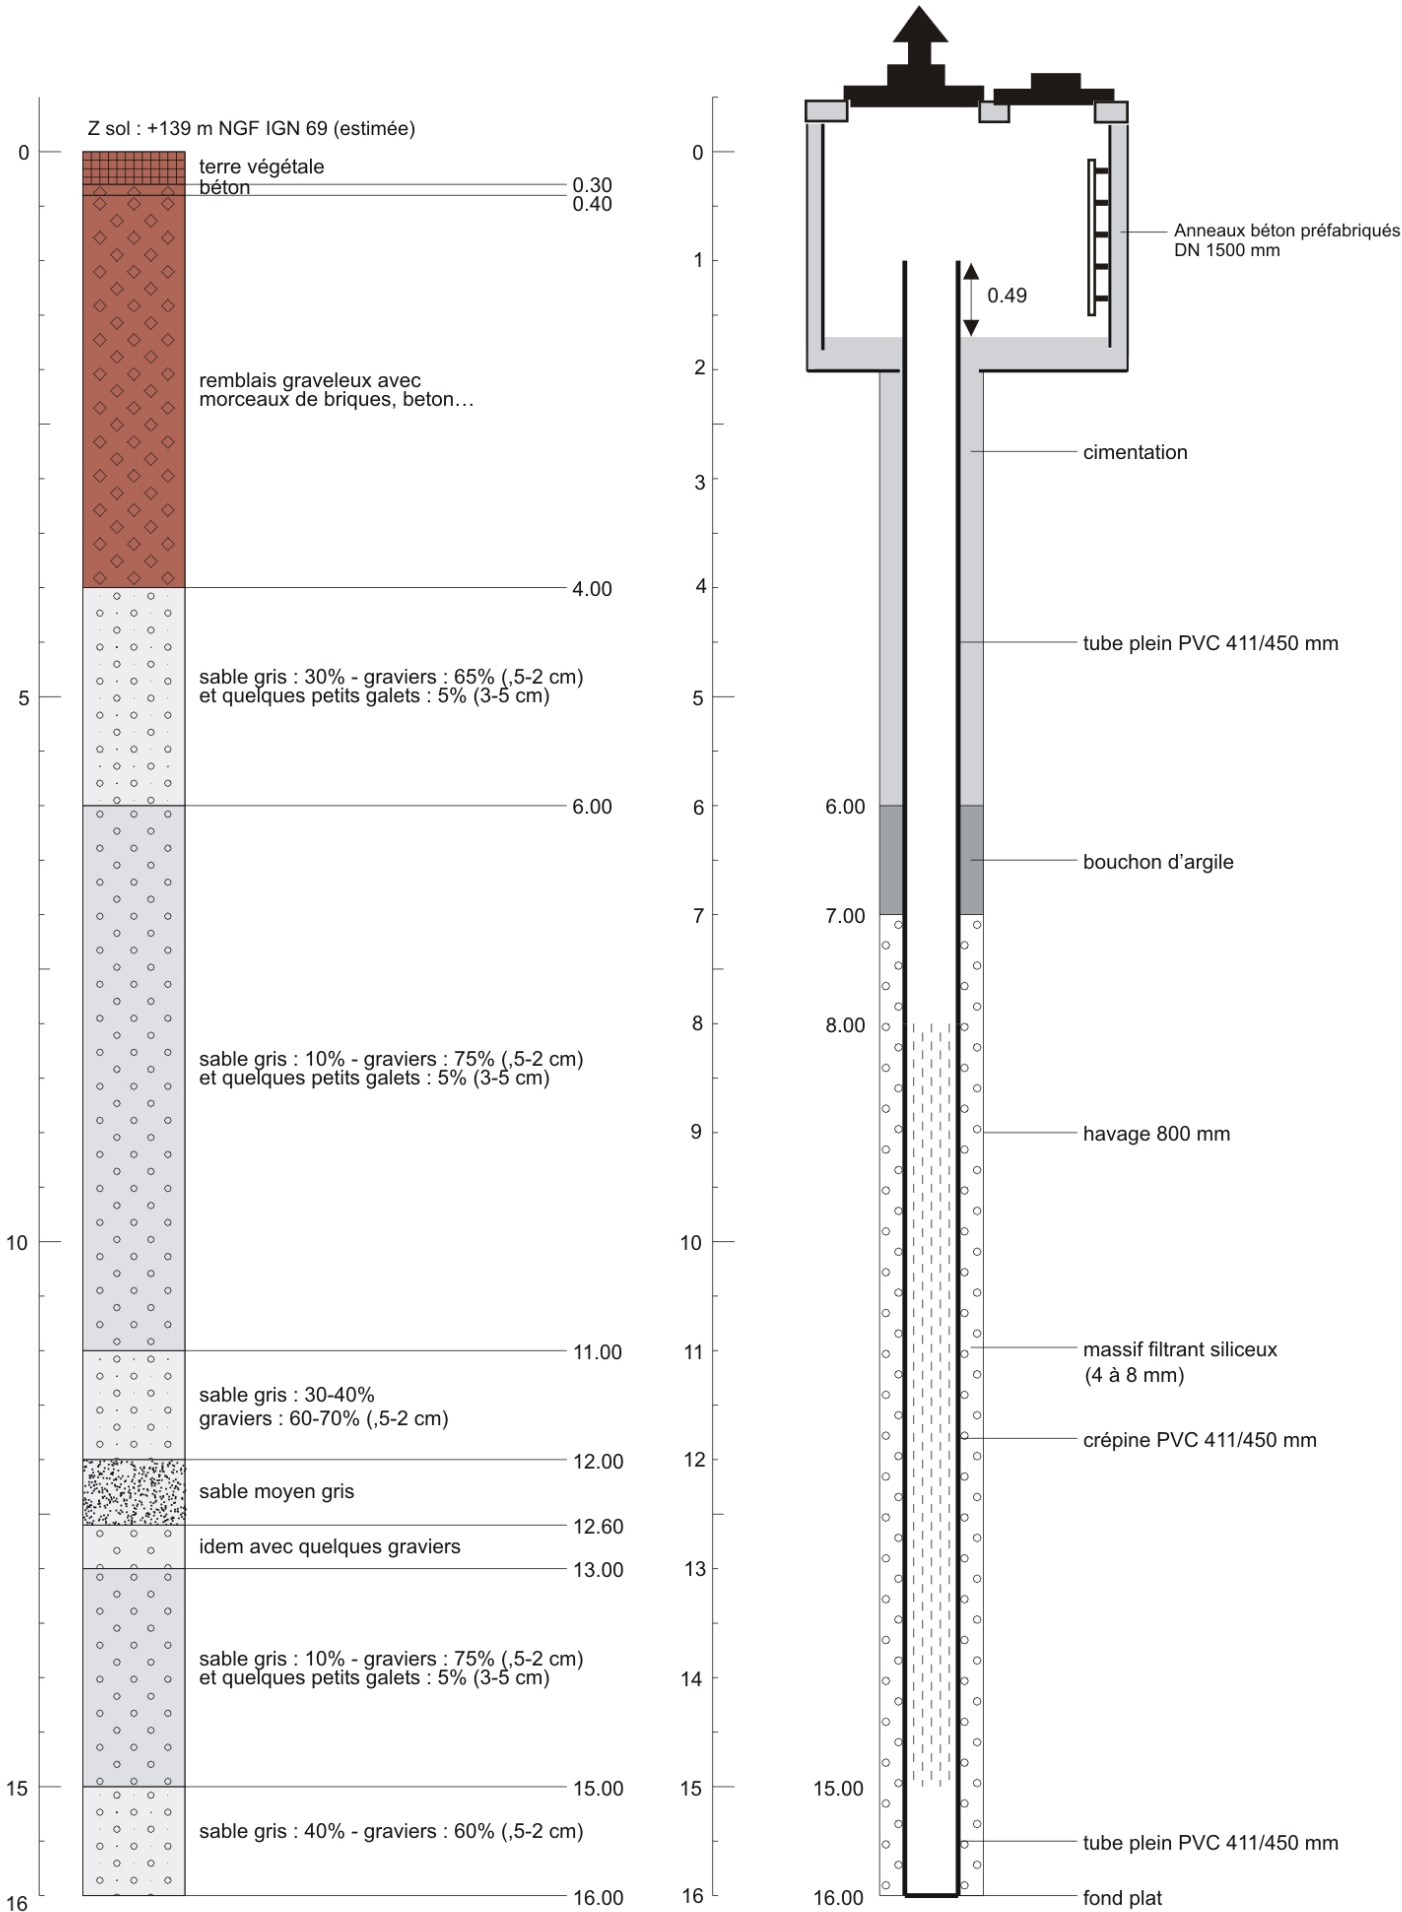 Z sol : +139 m NGF IGN 69 (estimée)
0
terre végétale
béton
0.30
0.40
remblais graveleux avec
morceaux de briques, beton…
4.00
sable gris : 30% - graviers : 65% (,5-2 cm)
et quelques petits galets : 5% (3-5 cm)
5
6.00
sable gris : 10% - graviers : 75% (,5-2 cm)
et quelques petits galets : 5% (3-5 cm)
10
11.00
sable gris : 30-40%
graviers : 60-70% (,5-2 cm)
12.00
sable moyen gris
12.60
idem avec quelques graviers
13.00
sable gris : 10% - graviers : 75% (,5-2 cm)
et quelques petits galets : 5% (3-5 cm)
15
15.00
sable gris : 40% - graviers : 60% (,5-2 cm)
16
16.00
0
1
2
3
4
5
6
7
8
9
10
11
12
13
14
15
16
Anneaux béton préfabriqués
DN 1500 mm
0.49
cimentation
tube plein PVC 411/450 mm
6.00
bouchon d’argile
7.00
8.00
havage 800 mm
massif filtrant siliceux
(4 à 8 mm)
crépine PVC 411/450 mm
15.00
tube plein PVC 411/450 mm
16.00
fond plat